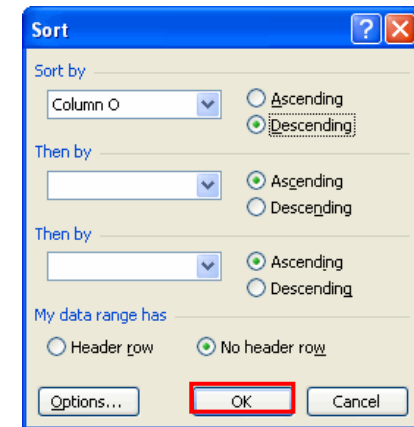 Sort
Sort by
Column O
Ascending
Descending
Then by
Ascending
Descending
Then by
Ascending
Descending
My data range has
Header row
No header row
Options...
OK
Cancel